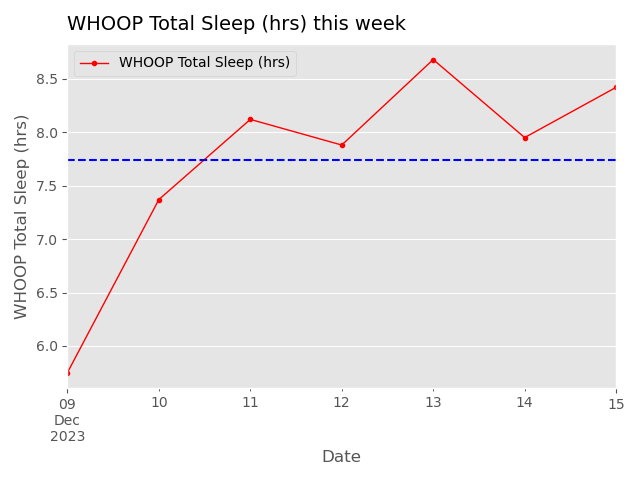 WHOOP Total Sleep (hrs) this week
WHOOP Total Sleep (hrs)
WHOOP Total Sleep (hrs)
8.5
8.0
7.5
7.0
6.5
6.0
09 10 11 12 13 14 15
Dec
2023
Date